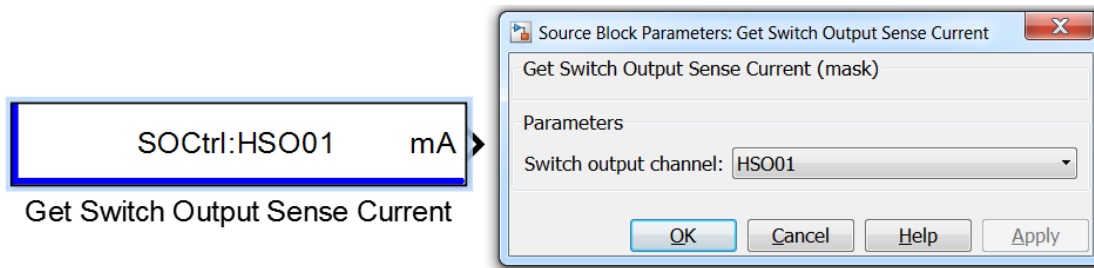 SOCtrl:HSO01 mA
Get Switch Output Sense Current
Source Block Parameters: Get Switch Output Sense Current
Get Switch Output Sense Current (mask)
Parameters
Switch output channel: HSO01
OK Cancel Help Apply